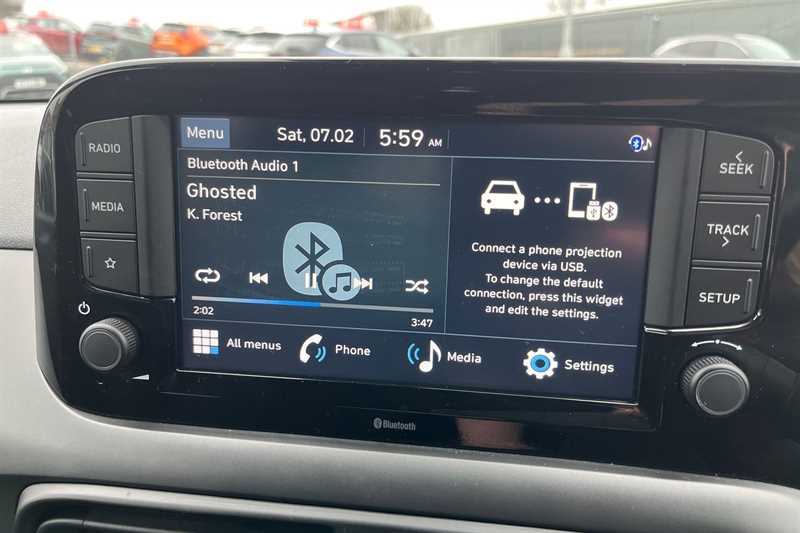 RADIO
MEDIA
Menu
Sat, 07.02
5:59 AM
Bluetooth Audio 1
Ghosted
K. Forest
2:02
3:47
Connect a phone projection
device via USB.
To change the default
connection, press this widget
and edit the settings.
All menus
Phone
Media
Settings
SEEK
TRACK
SETUP
Bluetooth